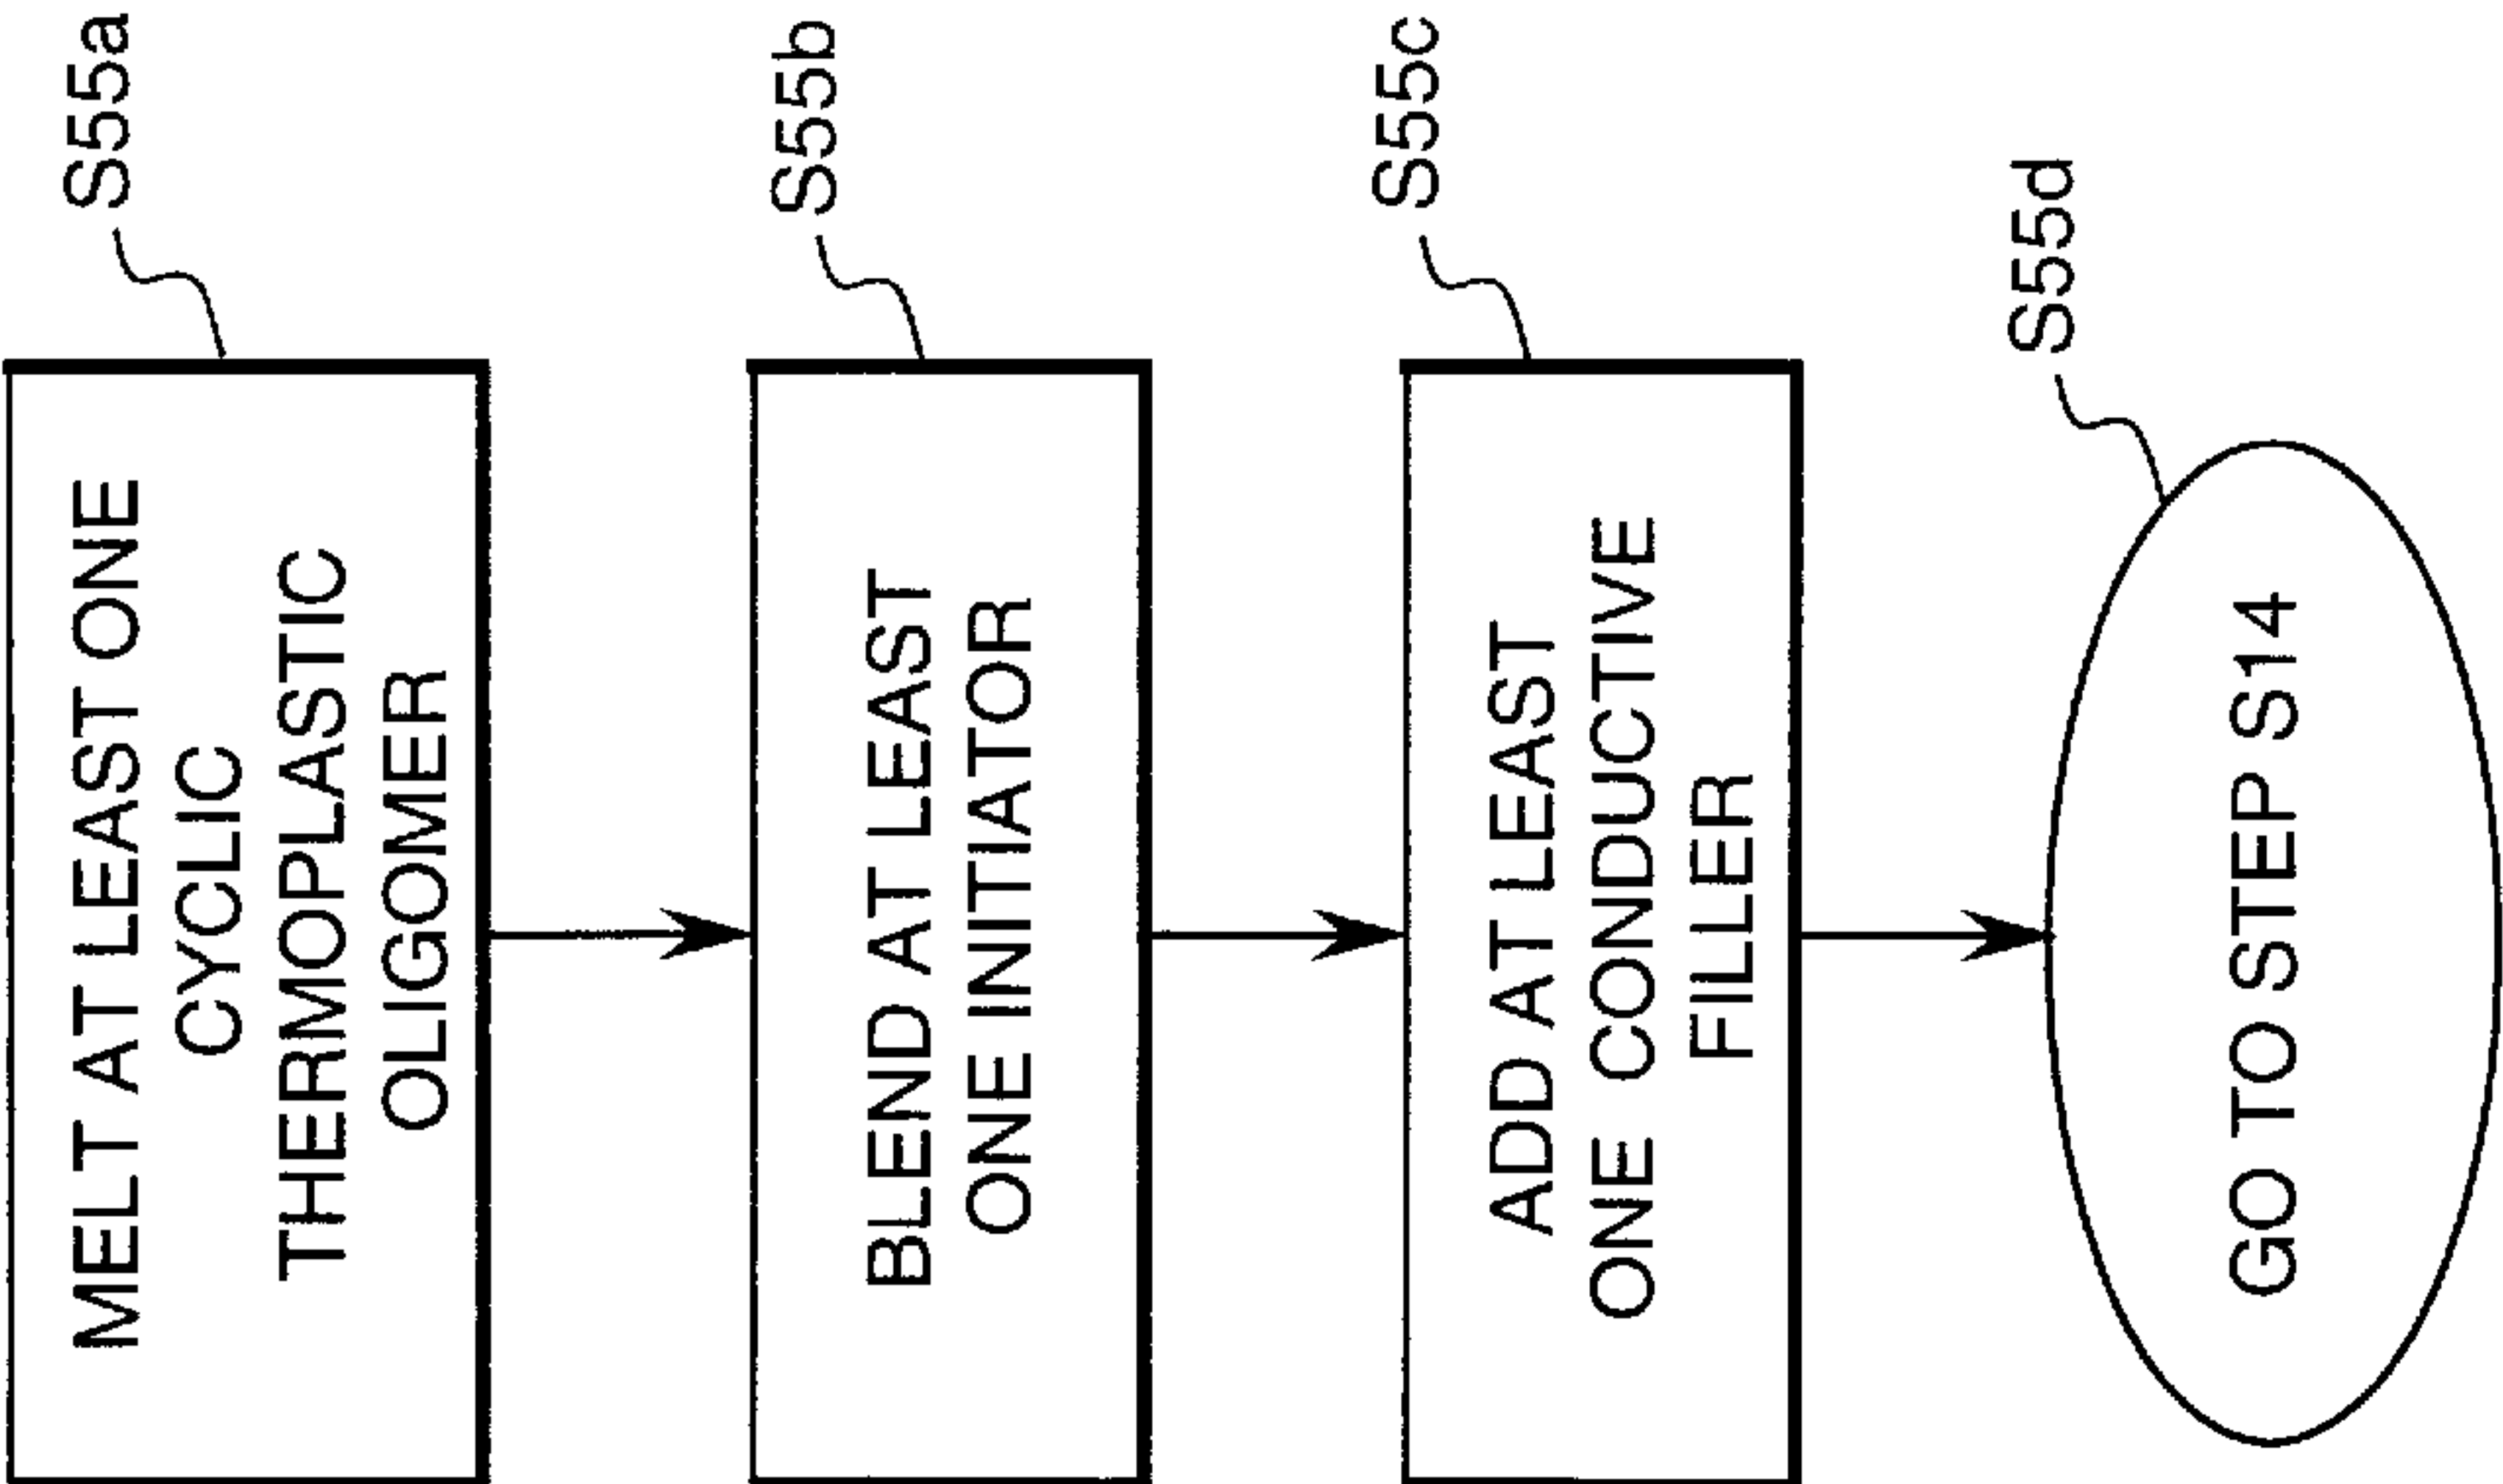 S55a
MELT AT LEAST ONE
CYCLIC
THERMOPLASTIC
OLIGOMER
S55b
BLEND AT LEAST
ONE INITIATOR
S55c
ADD AT LEAST
ONE CONDUCTIVE
FILLER
S55d
GO TO STEP S14